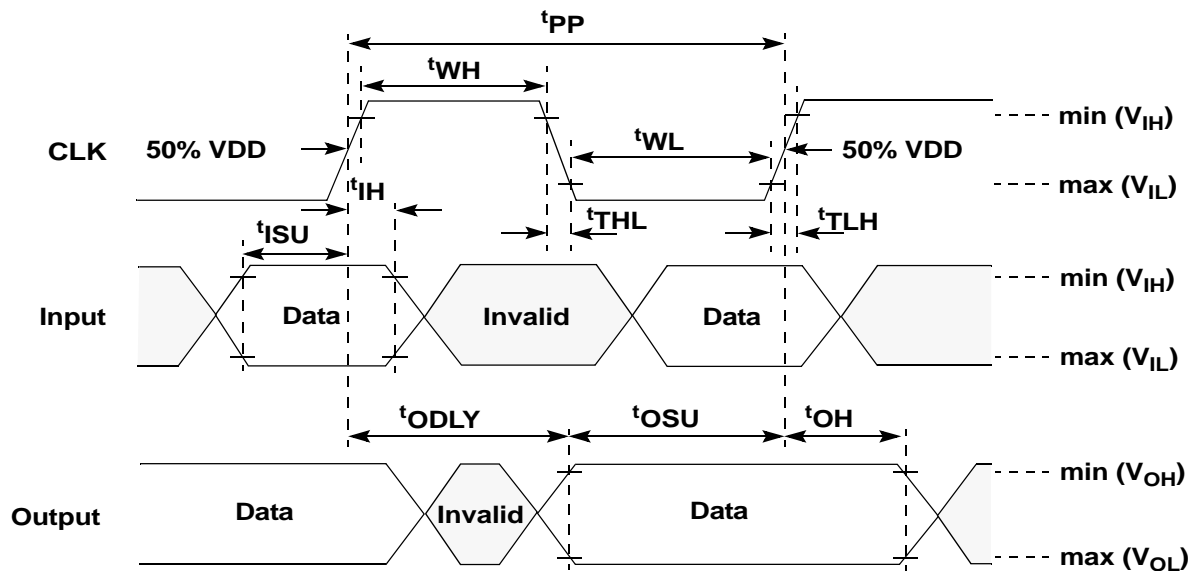 tPP
tWH
min (VIH)
CLK
50% VDD
tWL
50% VDD
max (VIL)
tIH
tTHL
tTLH
tISU
min (VIH)
Input
Data
Invalid
Data
max (VIL)
tODLY
tOSU
tOH
min (VOH)
Output
Data
Invalid
Data
max (VOL)